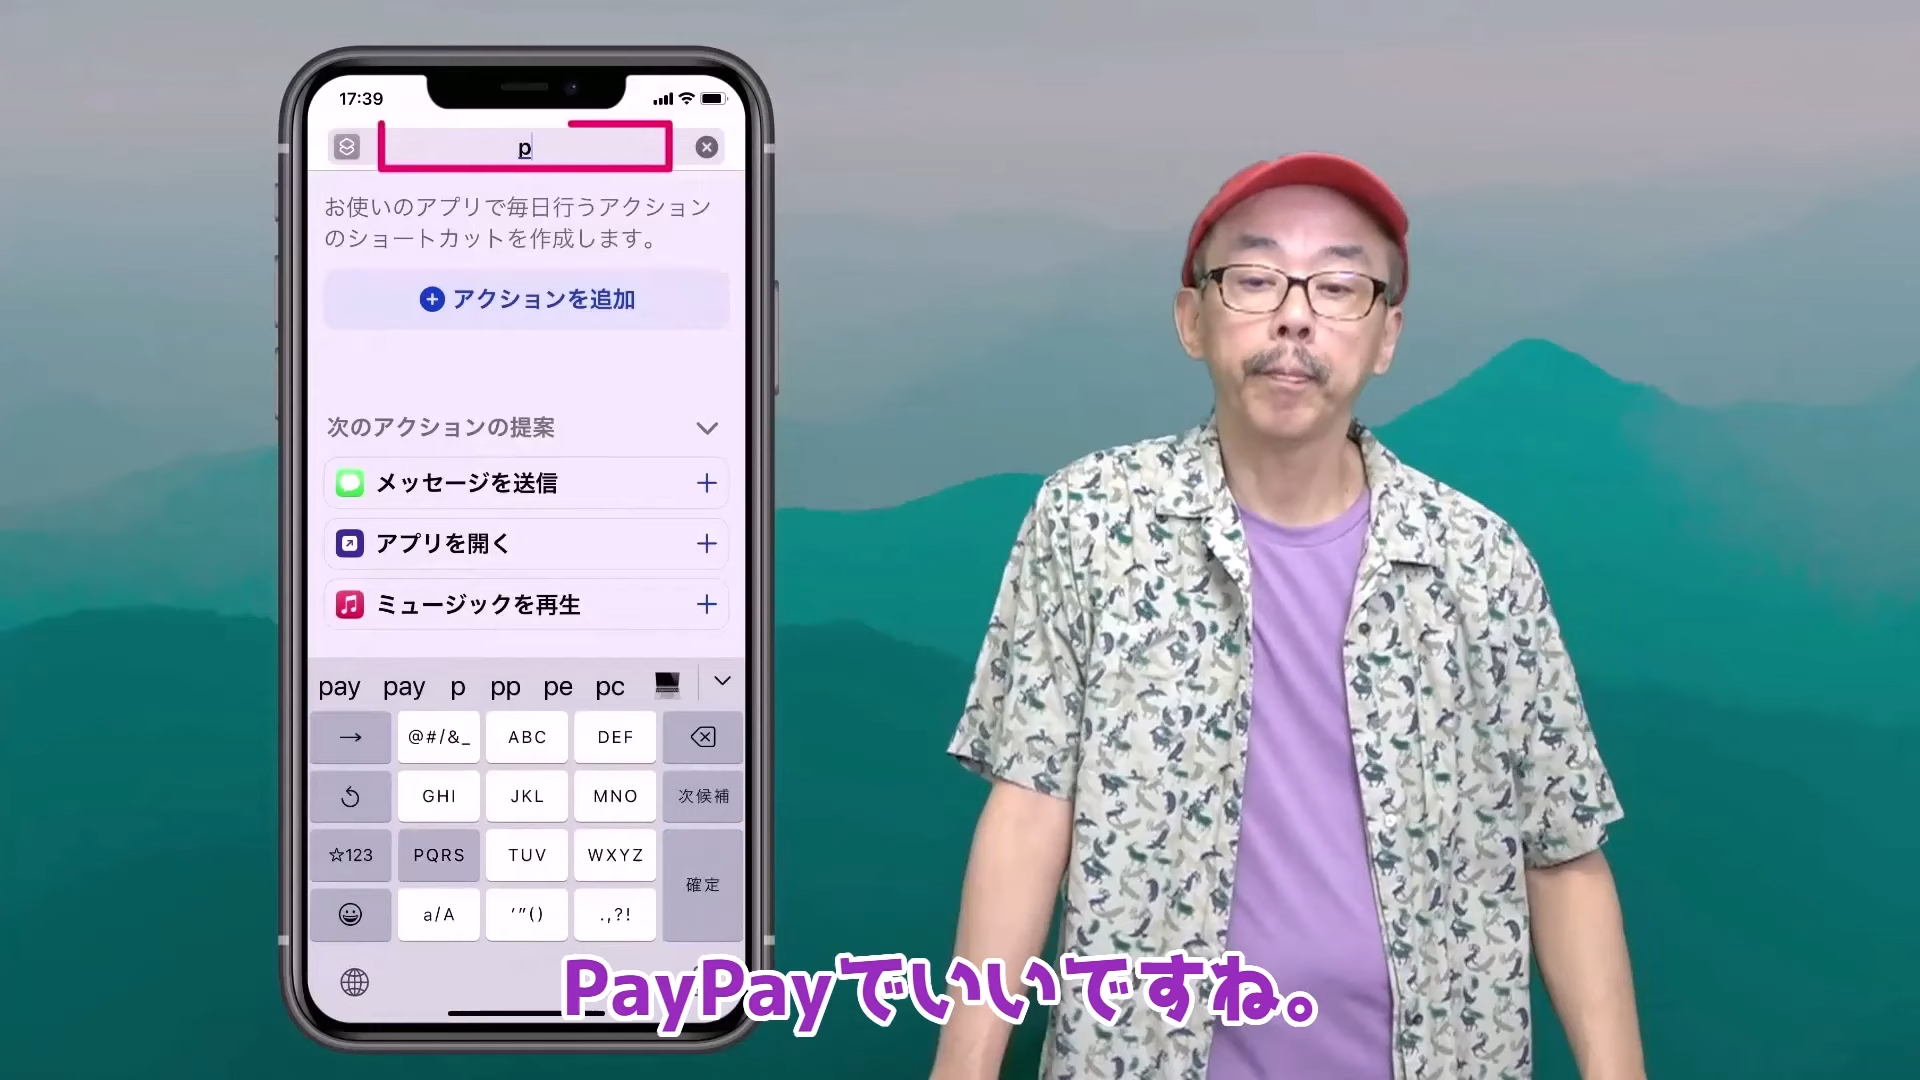 17:39
p
お使いのアプリで毎日行うアクション
のショートカットを作成します。
アクションを追加
次のアクションの提案
メッセージを送信
アプリを開く
ミュージックを再生
pay pay p pp pe pc
→ @#/&_ ABC DEF
GHI JKL MNO 次候補
☆123 PQRS TUV WXYZ
確定
a/A ’”() .,?!
PayPayでいいですね。